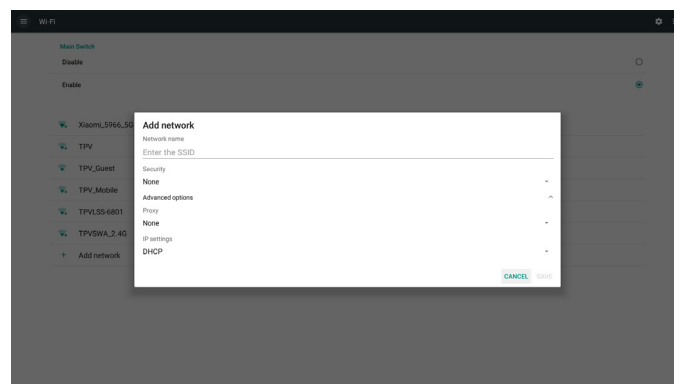 Wi-Fi
Main Switch
Disable
Enable
Xiaomi_5966_5G
TPV
TPV_Guest
TPV_Mobile
TPVLSS-6801
TPVSWA_2.4G
+ Add network
Add network
Network name
Enter the SSID
Security
None
Advanced options
Proxy
None
IP settings
DHCP
CANCEL SAVE